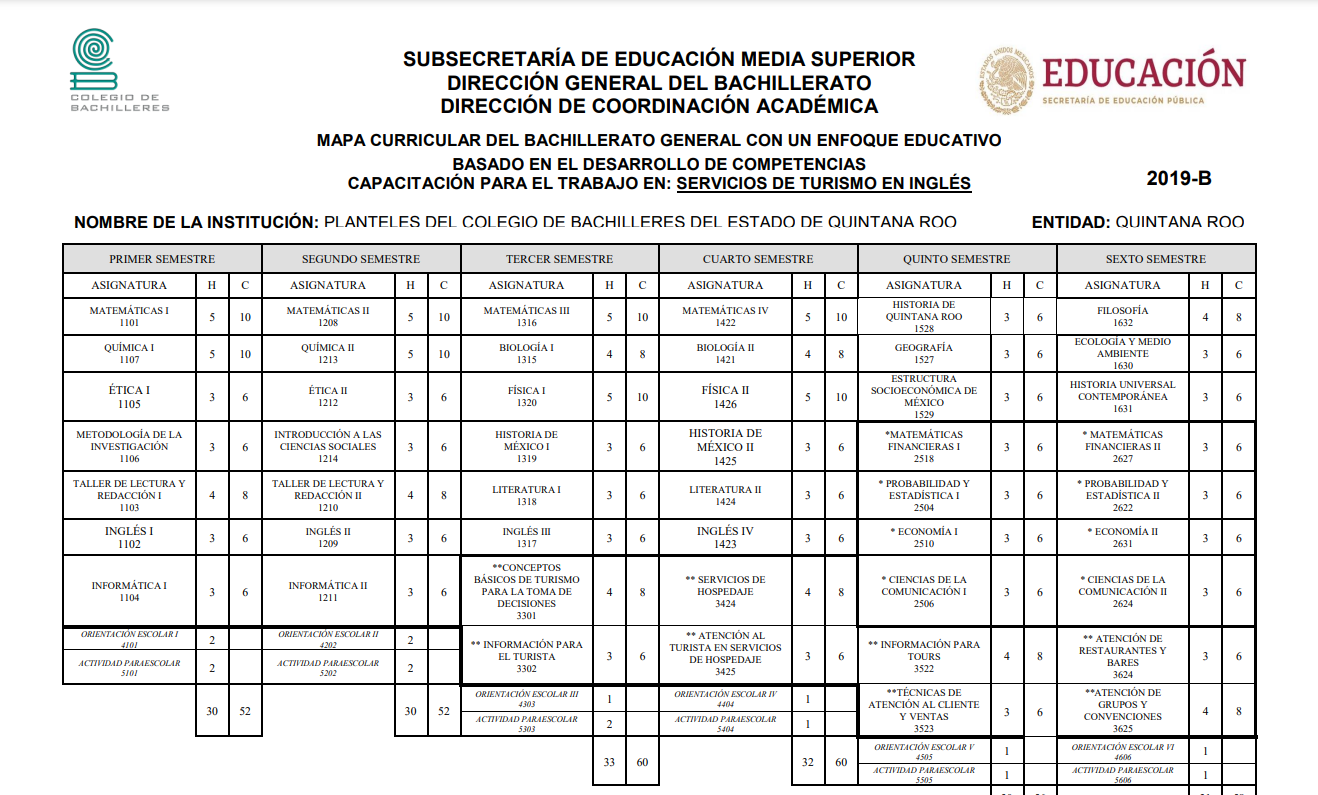 COLEGIO DE
BACHILLERES
SUBSECRETARÍA DE EDUCACIÓN MEDIA SUPERIOR
DIRECCIÓN GENERAL DEL BACHILLERATO
DIRECCIÓN DE COORDINACIÓN ACADÉMICA
ESTADOS UNIDOS MEXICANOS
EDUCACIÓN
SECRETARÍA DE EDUCACIÓN PÚBLICA
MAPA CURRICULAR DEL BACHILLERATO GENERAL CON UN ENFOQUE EDUCATIVO
BASADO EN EL DESARROLLO DE COMPETENCIAS
CAPACITACIÓN PARA EL TRABAJO EN: SERVICIOS DE TURISMO EN INGLÉS
2019-B
NOMBRE DE LA INSTITUCIÓN: PLANTELES DEL COLEGIO DE BACHILLERES DEL ESTADO DE QUINTANA ROO ENTIDAD: QUINTANA ROO
PRIMER SEMESTRE SEGUNDO SEMESTRE TERCER SEMESTRE CUARTO SEMESTRE QUINTO SEMESTRE SEXTO SEMESTRE
ASIGNATURA H C ASIGNATURA H C ASIGNATURA H C ASIGNATURA H C ASIGNATURA H C ASIGNATURA H C
MATEMÁTICAS I 1101 5 10 MATEMÁTICAS II 1208 5 10 MATEMÁTICAS III 1316 5 10 MATEMÁTICAS IV 1422 5 10 HISTORIA DE QUINTANA ROO 1528 3 6 FILOSOFÍA 1632 4 8
QUÍMICA I 1107 5 10 QUÍMICA II 1213 5 10 BIOLOGÍA I 1315 4 8 BIOLOGÍA II 1421 4 8 GEOGRAFÍA 1527 3 6 ECOLOGÍA Y MEDIO AMBIENTE 1630 3 6
ÉTICA I 1105 3 6 ÉTICA II 1212 3 6 FÍSICA I 1320 5 10 FÍSICA II 1426 5 10 ESTRUCTURA SOCIOECONÓMICA DE MÉXICO 1529 3 6 HISTORIA UNIVERSAL CONTEMPORÁNEA 1631 3 6
METODOLOGÍA DE LA INVESTIGACIÓN 1106 3 6 INTRODUCCIÓN A LAS CIENCIAS SOCIALES 1214 3 6 HISTORIA DE MÉXICO I 1319 3 6 HISTORIA DE MÉXICO II 1425 3 6 *MATEMÁTICAS FINANCIERAS I 2518 3 6 * MATEMÁTICAS FINANCIERAS II 2627 3 6
TALLER DE LECTURA Y REDACCIÓN I 1103 4 8 TALLER DE LECTURA Y REDACCIÓN II 1210 4 8 LITERATURA I 1318 3 6 LITERATURA II 1424 3 6 * PROBABILIDAD Y ESTADÍSTICA I 2504 3 6 * PROBABILIDAD Y ESTADÍSTICA II 2622 3 6
INGLÉS I 1102 3 6 INGLÉS II 1209 3 6 INGLÉS III 1317 3 6 INGLÉS IV 1423 3 6 * ECONOMÍA I 2510 3 6 * ECONOMÍA II 2631 3 6
INFORMÁTICA I 1104 3 6 INFORMÁTICA II 1211 3 6 **CONCEPTOS BÁSICOS DE TURISMO PARA LA TOMA DE DECISIONES 3301 4 8 ** SERVICIOS DE HOSPEDAJE 3424 4 8 * CIENCIAS DE LA COMUNICACIÓN I 2506 3 6 * CIENCIAS DE LA COMUNICACIÓN II 2624 3 6
ORIENTACIÓN ESCOLAR I 4101 2 ORIENTACIÓN ESCOLAR II 4202 2 ** INFORMACIÓN PARA EL TURISTA 3302 3 6 ** ATENCIÓN AL TURISTA EN SERVICIOS DE HOSPEDAJE 3425 3 6 ** INFORMACIÓN PARA TOURS 3522 4 8 ** ATENCIÓN DE RESTAURANTES Y BARES 3624 3 6
ACTIVIDAD PARAESCOLAR 5101 2 ACTIVIDAD PARAESCOLAR 5202 2
30 52 30 52 ORIENTACIÓN ESCOLAR III 4303 1 ORIENTACIÓN ESCOLAR IV 4404 1 **TÉCNICAS DE ATENCIÓN AL CLIENTE Y VENTAS 3523 3 6 **ATENCIÓN DE GRUPOS Y CONVENCIONES 3625 4 8
ACTIVIDAD PARAESCOLAR 5303 2 ACTIVIDAD PARAESCOLAR 5404 1
33 60 32 60 ORIENTACIÓN ESCOLAR V 4505 1 ORIENTACIÓN ESCOLAR VI 4606 1
ACTIVIDAD PARAESCOLAR 5505 1 ACTIVIDAD PARAESCOLAR 5606 1